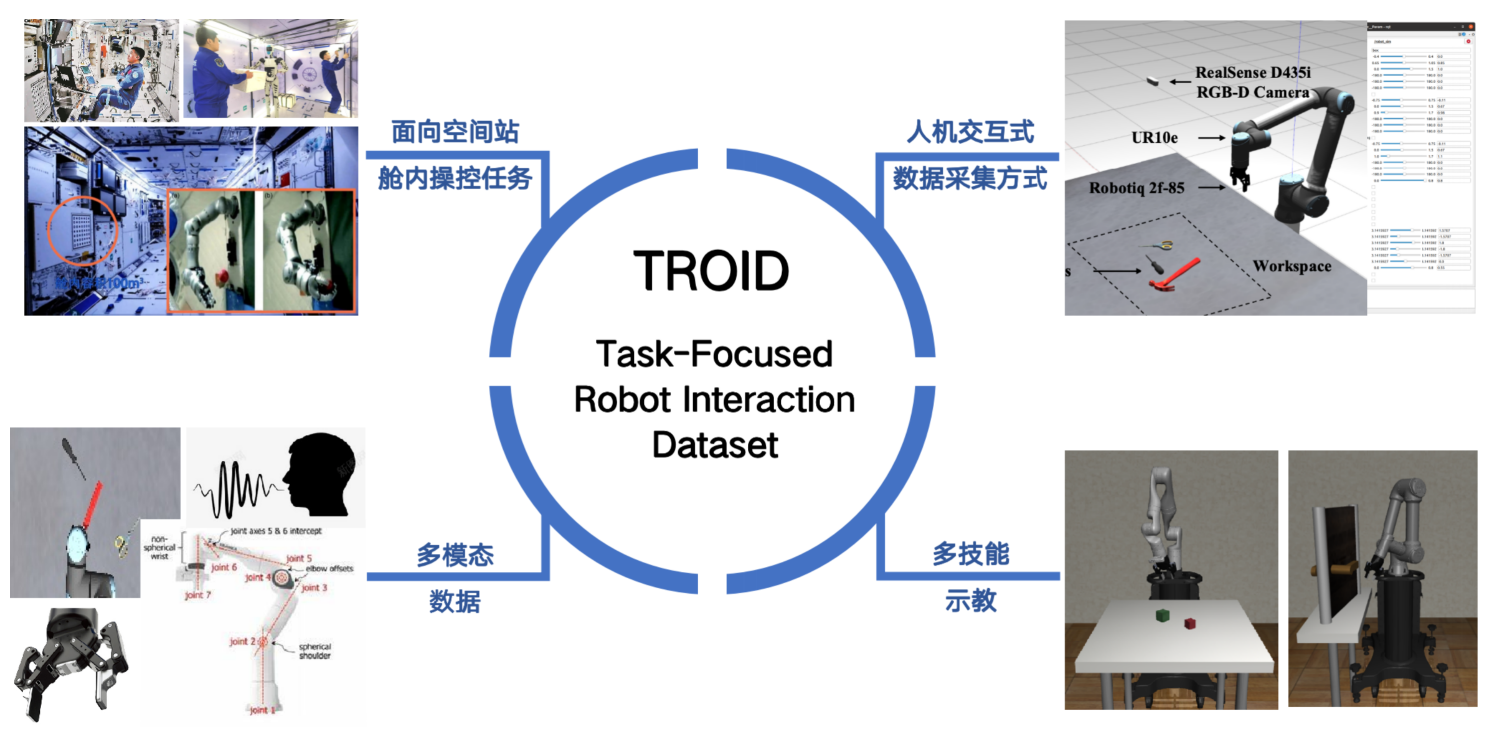 面向空间站
舱内操控任务
100m³
(a)
(b)
人机交互式
数据采集方式
RealSense D435i
RGB-D Camera
UR10e
Robotiq 2f-85
s
Workspace
TROID
Task-Focused
Robot Interaction
Dataset
多模态
数据
joint axes 5 & 6 intercept
non-
spherical
wrist
joint 5
joint 6
joint 4
elbow offsets
joint 3
joint 7
joint 2
spherical
shoulder
joint 1
多技能
示教